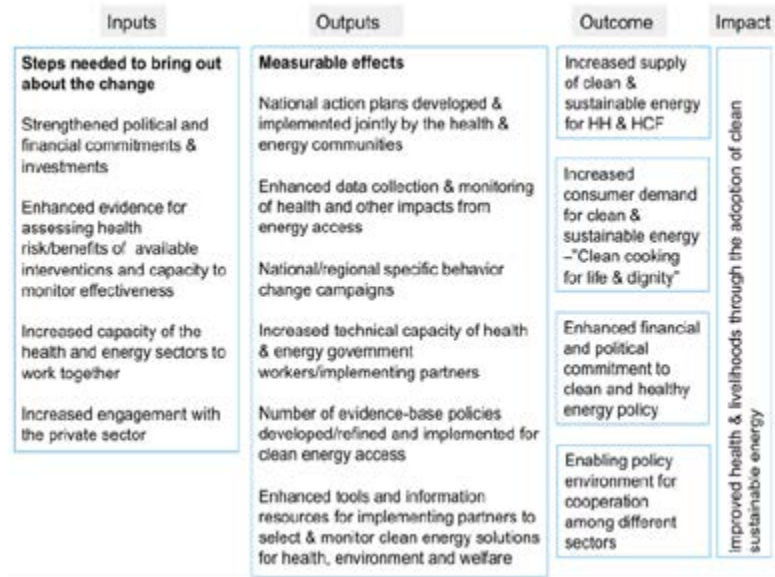 Inputs
Outputs
Outcome
Impact
Steps needed to bring out
about the change
Strengthened political and
financial commitments &
investments
Enhanced evidence for
assessing health
risk/benefits of available
interventions and capacity to
monitor effectiveness
Increased capacity of the
health and energy sectors to
work together
Increased engagement with
the private sector
Measurable effects
National action plans developed &
implemented jointly by the health &
energy communities
Enhanced data collection & monitoring
of health and other impacts from
energy access
National/regional specific behavior
change campaigns
Increased technical capacity of health
& energy government
workers/implementing partners
Number of evidence-base policies
developed/refined and implemented for
clean energy access
Enhanced tools and information
resources for implementing partners to
select & monitor clean energy solutions
for health, environment and welfare
Increased supply
of clean &
sustainable energy
for HH & HCF
Increased
consumer demand
for clean &
sustainable energy
–"Clean cooking
for life & dignity"
Enhanced financial
and political
commitment to
clean and healthy
energy policy
Enabling policy
environment for
cooperation
among different
sectors
Improved health & livelihoods through the adoption of clean
sustainable energy